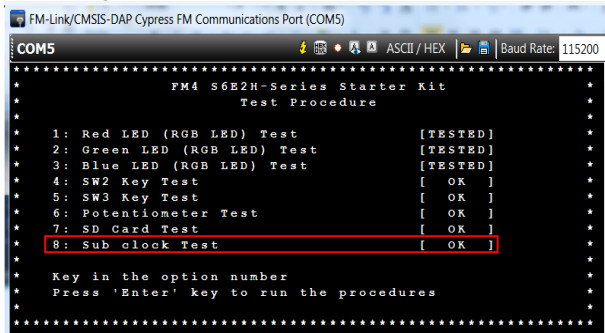 FM-Link/CMSIS-DAP Cypress FM Communications Port (COM5)
COM5 ASCII / HEX Baud Rate: 115200
************************************************************
* FM4 S6E2H-Series Starter Kit *
* Test Procedure *
* *
* 1: Red LED (RGB LED) Test [TESTED] *
* 2: Green LED (RGB LED) Test [TESTED] *
* 3: Blue LED (RGB LED) Test [TESTED] *
* 4: SW2 Key Test [ OK ] *
* 5: SW3 Key Test [ OK ] *
* 6: Potentiometer Test [ OK ] *
* 7: SD Card Test [ OK ] *
* 8: Sub clock Test [ OK ] *
* *
* Key in the option number *
* Press 'Enter' key to run the procedures *
* *
************************************************************